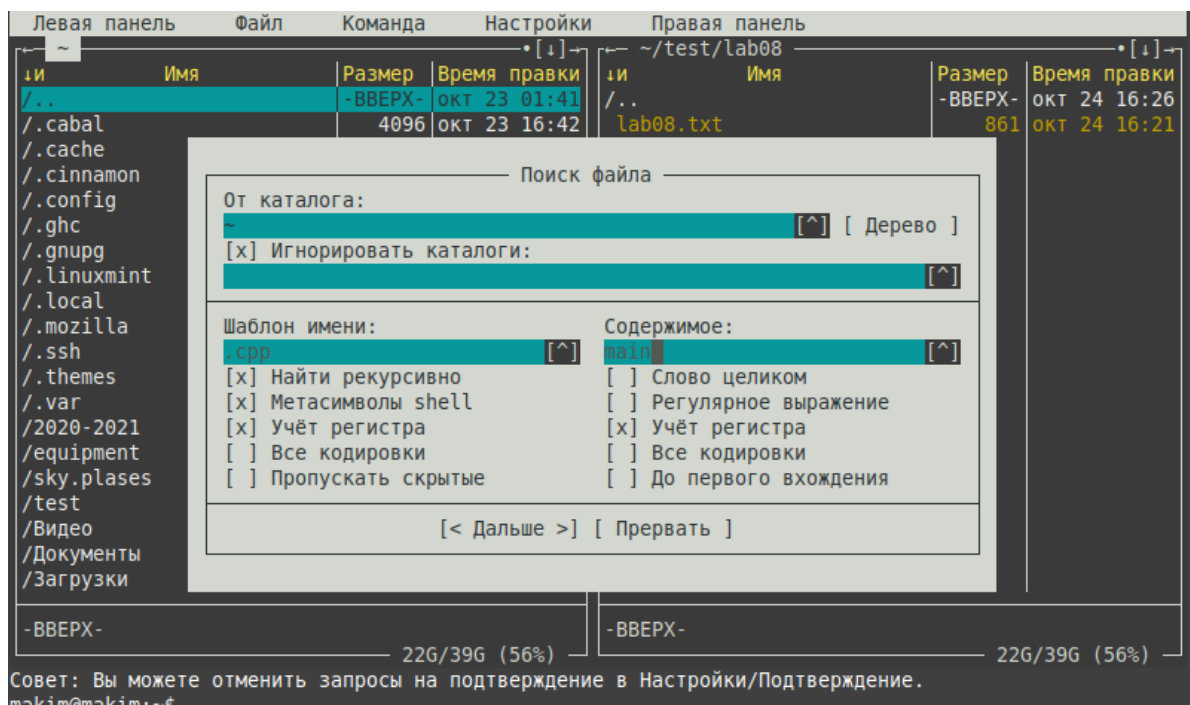 Левая панель Файл Команда Настройки Правая панель
← ~ •[↓]→ ← ~/test/lab08 •[↓]→
↓и Имя Размер Время правки ↓и Имя Размер Время правки
/.. -ВВЕРХ- окт 23 01:41 /.. -ВВЕРХ- окт 24 16:26
/.cabal 4096 окт 23 16:42 lab08.txt 861 окт 24 16:21
/.cache
/.cinnamon Поиск файла
/.config От каталога:
/.ghc ~ [^] [ Дерево ]
/.gnupg [x] Игнорировать каталоги:
/.linuxmint [^]
/.local
/.mozilla Шаблон имени: Содержимое:
/.ssh .cpp [^] main [^]
/.themes [x] Найти рекурсивно [ ] Слово целиком
/.var [x] Метасимволы shell [ ] Регулярное выражение
/2020-2021 [x] Учёт регистра [x] Учёт регистра
/equipment [ ] Все кодировки [ ] Все кодировки
/sky.plases [ ] Пропускать скрытые [ ] До первого вхождения
/test
/Видео [< Дальше >] [ Прервать ]
/Документы
/Загрузки
-ВВЕРХ- -ВВЕРХ-
22G/39G (56%) 22G/39G (56%)
Совет: Вы можете отменить запросы на подтверждение в Настройки/Подтверждение.
makim@makim:~$